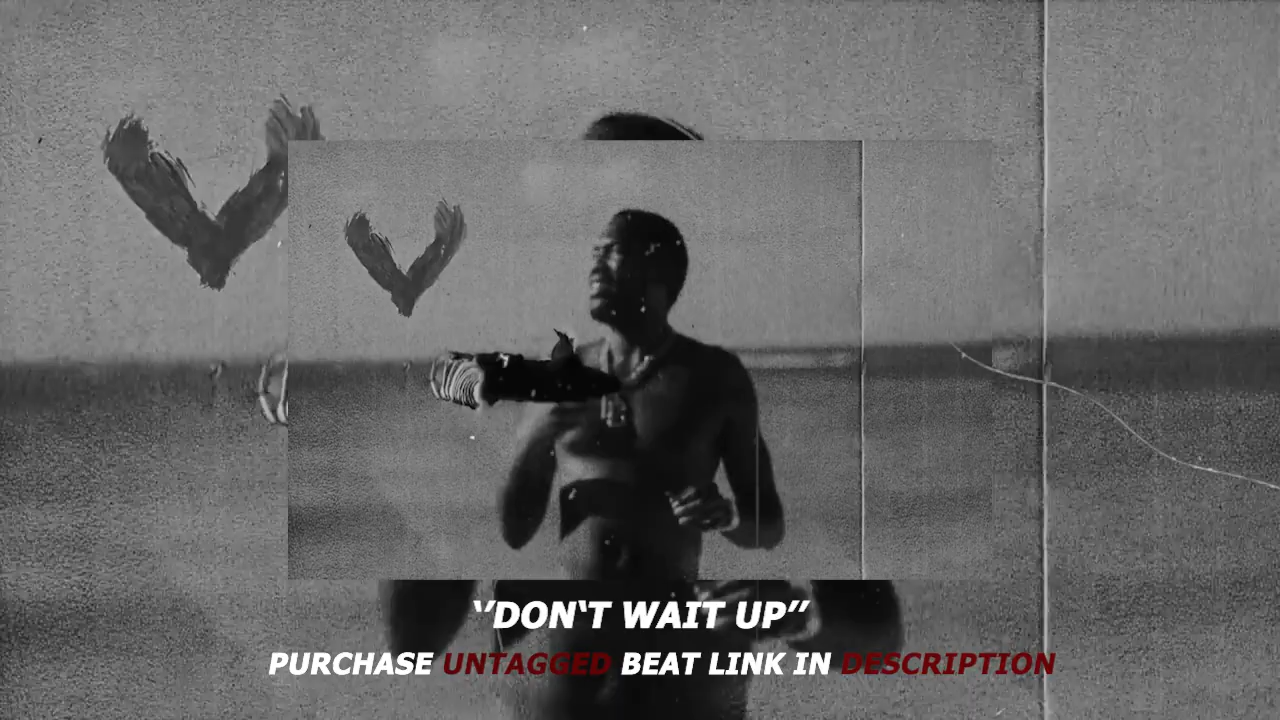 ‘’DON‘T WAIT UP’’
PURCHASE UNTAGGED BEAT LINK IN DESCRIPTION